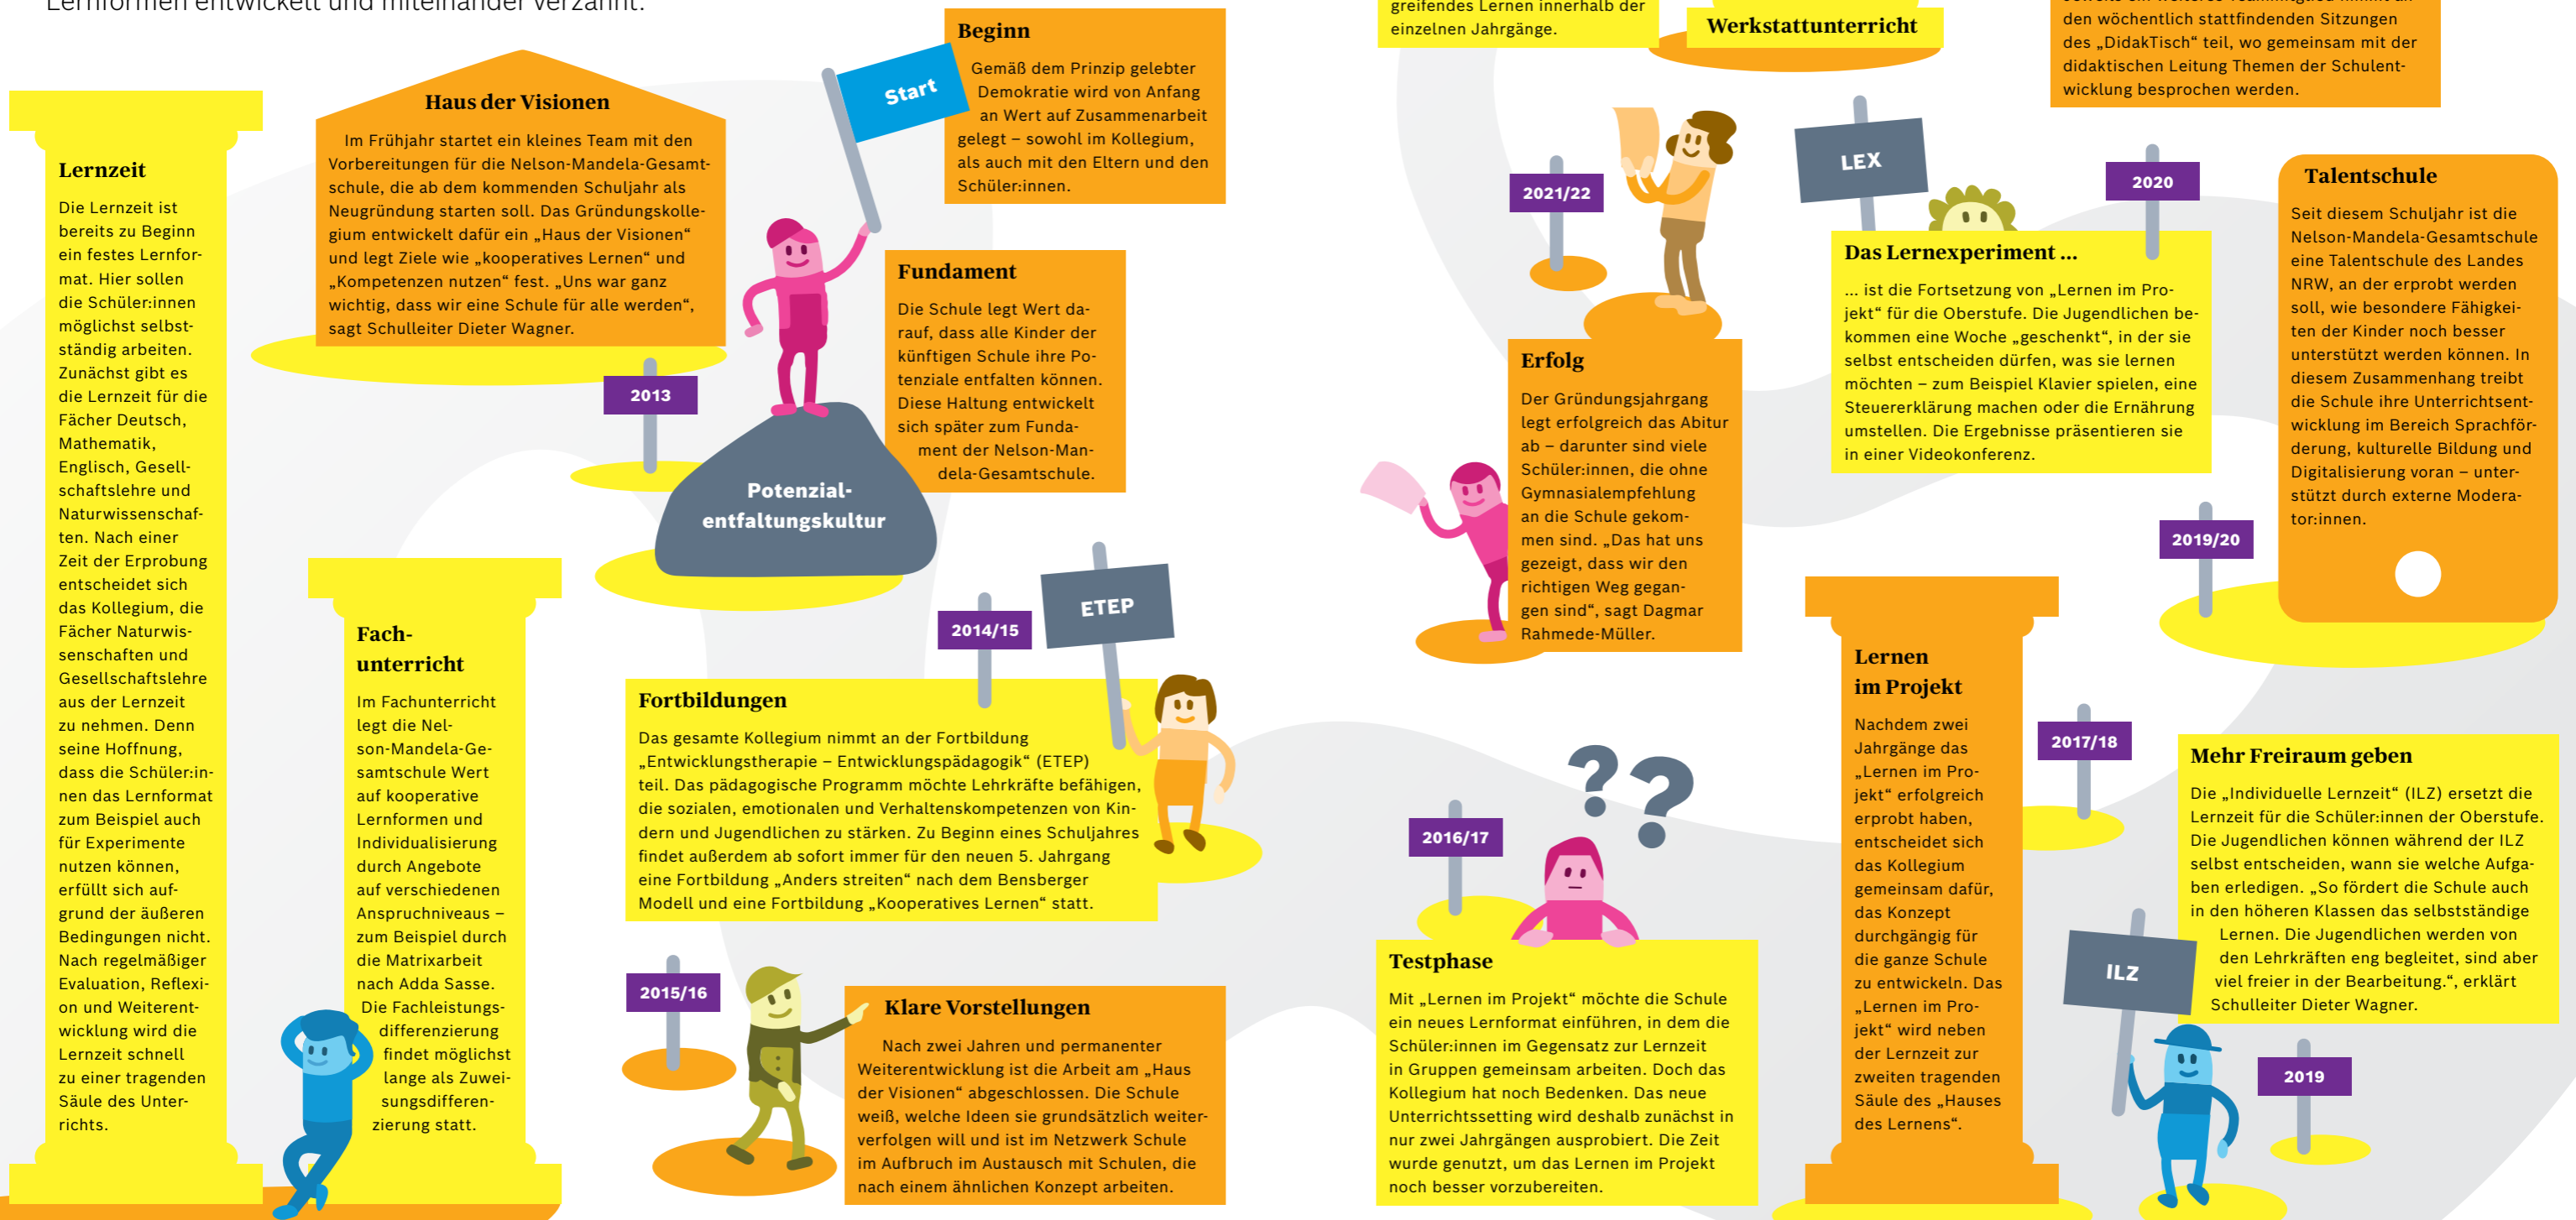 Lernformen entwickelt und miteinander verzahnt.
Lernzeit
Die Lernzeit ist
bereits zu Beginn
ein festes Lernfor-
mat. Hier sollen
die Schüler:innen
möglichst selbst-
ständig arbeiten.
Zunächst gibt es
die Lernzeit für die
Fächer Deutsch,
Mathematik,
Englisch, Gesell-
schaftslehre und
Naturwissenschaf-
ten. Nach einer
Zeit der Erprobung
entscheidet sich
das Kollegium, die
Fächer Naturwis-
senschaften und
Gesellschaftslehre
aus der Lernzeit
zu nehmen. Denn
seine Hoffnung,
dass die Schüler:in-
nen das Lernformat
zum Beispiel auch
für Experimente
nutzen können,
erfüllt sich auf-
grund der äußeren
Bedingungen nicht.
Nach regelmäßiger
Evaluation, Reflexi-
on und Weiterent-
wicklung wird die
Lernzeit schnell
zu einer tragenden
Säule des Unter-
richts.
Haus der Visionen
Im Frühjahr startet ein kleines Team mit den
Vorbereitungen für die Nelson-Mandela-Gesamt-
schule, die ab dem kommenden Schuljahr als
Neugründung starten soll. Das Gründungskolle-
gium entwickelt dafür ein „Haus der Visionen“
und legt Ziele wie „kooperatives Lernen“ und
„Kompetenzen nutzen“ fest. „Uns war ganz
wichtig, dass wir eine Schule für alle werden“,
sagt Schulleiter Dieter Wagner.
Start
Beginn
Gemäß dem Prinzip gelebter
Demokratie wird von Anfang
an Wert auf Zusammenarbeit
gelegt – sowohl im Kollegium,
als auch mit den Eltern und den
Schüler:innen.
2013
Fundament
Die Schule legt Wert da-
rauf, dass alle Kinder der
künftigen Schule ihre Po-
tenziale entfalten können.
Diese Haltung entwickelt
sich später zum Funda-
ment der Nelson-Man-
dela-Gesamtschule.
Potenzial-
entfaltungskultur
Fach-
unterricht
Im Fachunterricht
legt die Nel-
son-Mandela-Ge-
samtschule Wert
auf kooperative
Lernformen und
Individualisierung
durch Angebote
auf verschiedenen
Anspruchniveaus –
zum Beispiel durch
die Matrixarbeit
nach Adda Sasse.
Die Fachleistungs-
differenzierung
findet möglichst
lange als Zuwei-
sungsdifferen-
zierung statt.
2014/15
ETEP
Fortbildungen
Das gesamte Kollegium nimmt an der Fortbildung
„Entwicklungstherapie – Entwicklungspädagogik“ (ETEP)
teil. Das pädagogische Programm möchte Lehrkräfte befähigen,
die sozialen, emotionalen und Verhaltenskompetenzen von Kin-
dern und Jugendlichen zu stärken. Zu Beginn eines Schuljahres
findet außerdem ab sofort immer für den neuen 5. Jahrgang
eine Fortbildung „Anders streiten“ nach dem Bensberger
Modell und eine Fortbildung „Kooperatives Lernen“ statt.
2015/16
Klare Vorstellungen
Nach zwei Jahren und permanenter
Weiterentwicklung ist die Arbeit am „Haus
der Visionen“ abgeschlossen. Die Schule
weiß, welche Ideen sie grundsätzlich weiter-
verfolgen will und ist im Netzwerk Schule
im Aufbruch im Austausch mit Schulen, die
nach einem ähnlichen Konzept arbeiten.
greifendes Lernen innerhalb der
einzelnen Jahrgänge.
Werkstattunterricht
den wöchentlich stattfindenden Sitzungen
des „DidakTisch“ teil, wo gemeinsam mit der
didaktischen Leitung Themen der Schulent-
wicklung besprochen werden.
2021/22
LEX
2020
Erfolg
Der Gründungsjahrgang
legt erfolgreich das Abitur
ab – darunter sind viele
Schüler:innen, die ohne
Gymnasialempfehlung
an die Schule gekom-
men sind. „Das hat uns
gezeigt, dass wir den
richtigen Weg gegan-
gen sind“, sagt Dagmar
Rahmede-Müller.
Das Lernexperiment ...
... ist die Fortsetzung von „Lernen im Pro-
jekt“ für die Oberstufe. Die Jugendlichen be-
kommen eine Woche „geschenkt“, in der sie
selbst entscheiden dürfen, was sie lernen
möchten – zum Beispiel Klavier spielen, eine
Steuererklärung machen oder die Ernährung
umstellen. Die Ergebnisse präsentieren sie
in einer Videokonferenz.
Talentschule
Seit diesem Schuljahr ist die
Nelson-Mandela-Gesamtschule
eine Talentschule des Landes
NRW, an der erprobt werden
soll, wie besondere Fähigkei-
ten der Kinder noch besser
unterstützt werden können. In
diesem Zusammenhang treibt
die Schule ihre Unterrichtsent-
wicklung im Bereich Sprachför-
derung, kulturelle Bildung und
Digitalisierung voran – unter-
stützt durch externe Modera-
tor:innen.
2019/20
Lernen
im Projekt
Nachdem zwei
Jahrgänge das
„Lernen im Pro-
jekt“ erfolgreich
erprobt haben,
entscheidet sich
das Kollegium
gemeinsam dafür,
das Konzept
durchgängig für
die ganze Schule
zu entwickeln. Das
„Lernen im Pro-
jekt“ wird neben
der Lernzeit zur
zweiten tragenden
Säule des „Hauses
des Lernens“.
2017/18
Mehr Freiraum geben
Die „Individuelle Lernzeit“ (ILZ) ersetzt die
Lernzeit für die Schüler:innen der Oberstufe.
Die Jugendlichen können während der ILZ
selbst entscheiden, wann sie welche Aufga-
ben erledigen. „So fördert die Schule auch
in den höheren Klassen das selbstständige
Lernen. Die Jugendlichen werden von
den Lehrkräften eng begleitet, sind aber
viel freier in der Bearbeitung.“, erklärt
Schulleiter Dieter Wagner.
ILZ
2019
??
2016/17
Testphase
Mit „Lernen im Projekt“ möchte die Schule
ein neues Lernformat einführen, in dem die
Schüler:innen im Gegensatz zur Lernzeit
in Gruppen gemeinsam arbeiten. Doch das
Kollegium hat noch Bedenken. Das neue
Unterrichtssetting wird deshalb zunächst in
nur zwei Jahrgängen ausprobiert. Die Zeit
wurde genutzt, um das Lernen im Projekt
noch besser vorzubereiten.